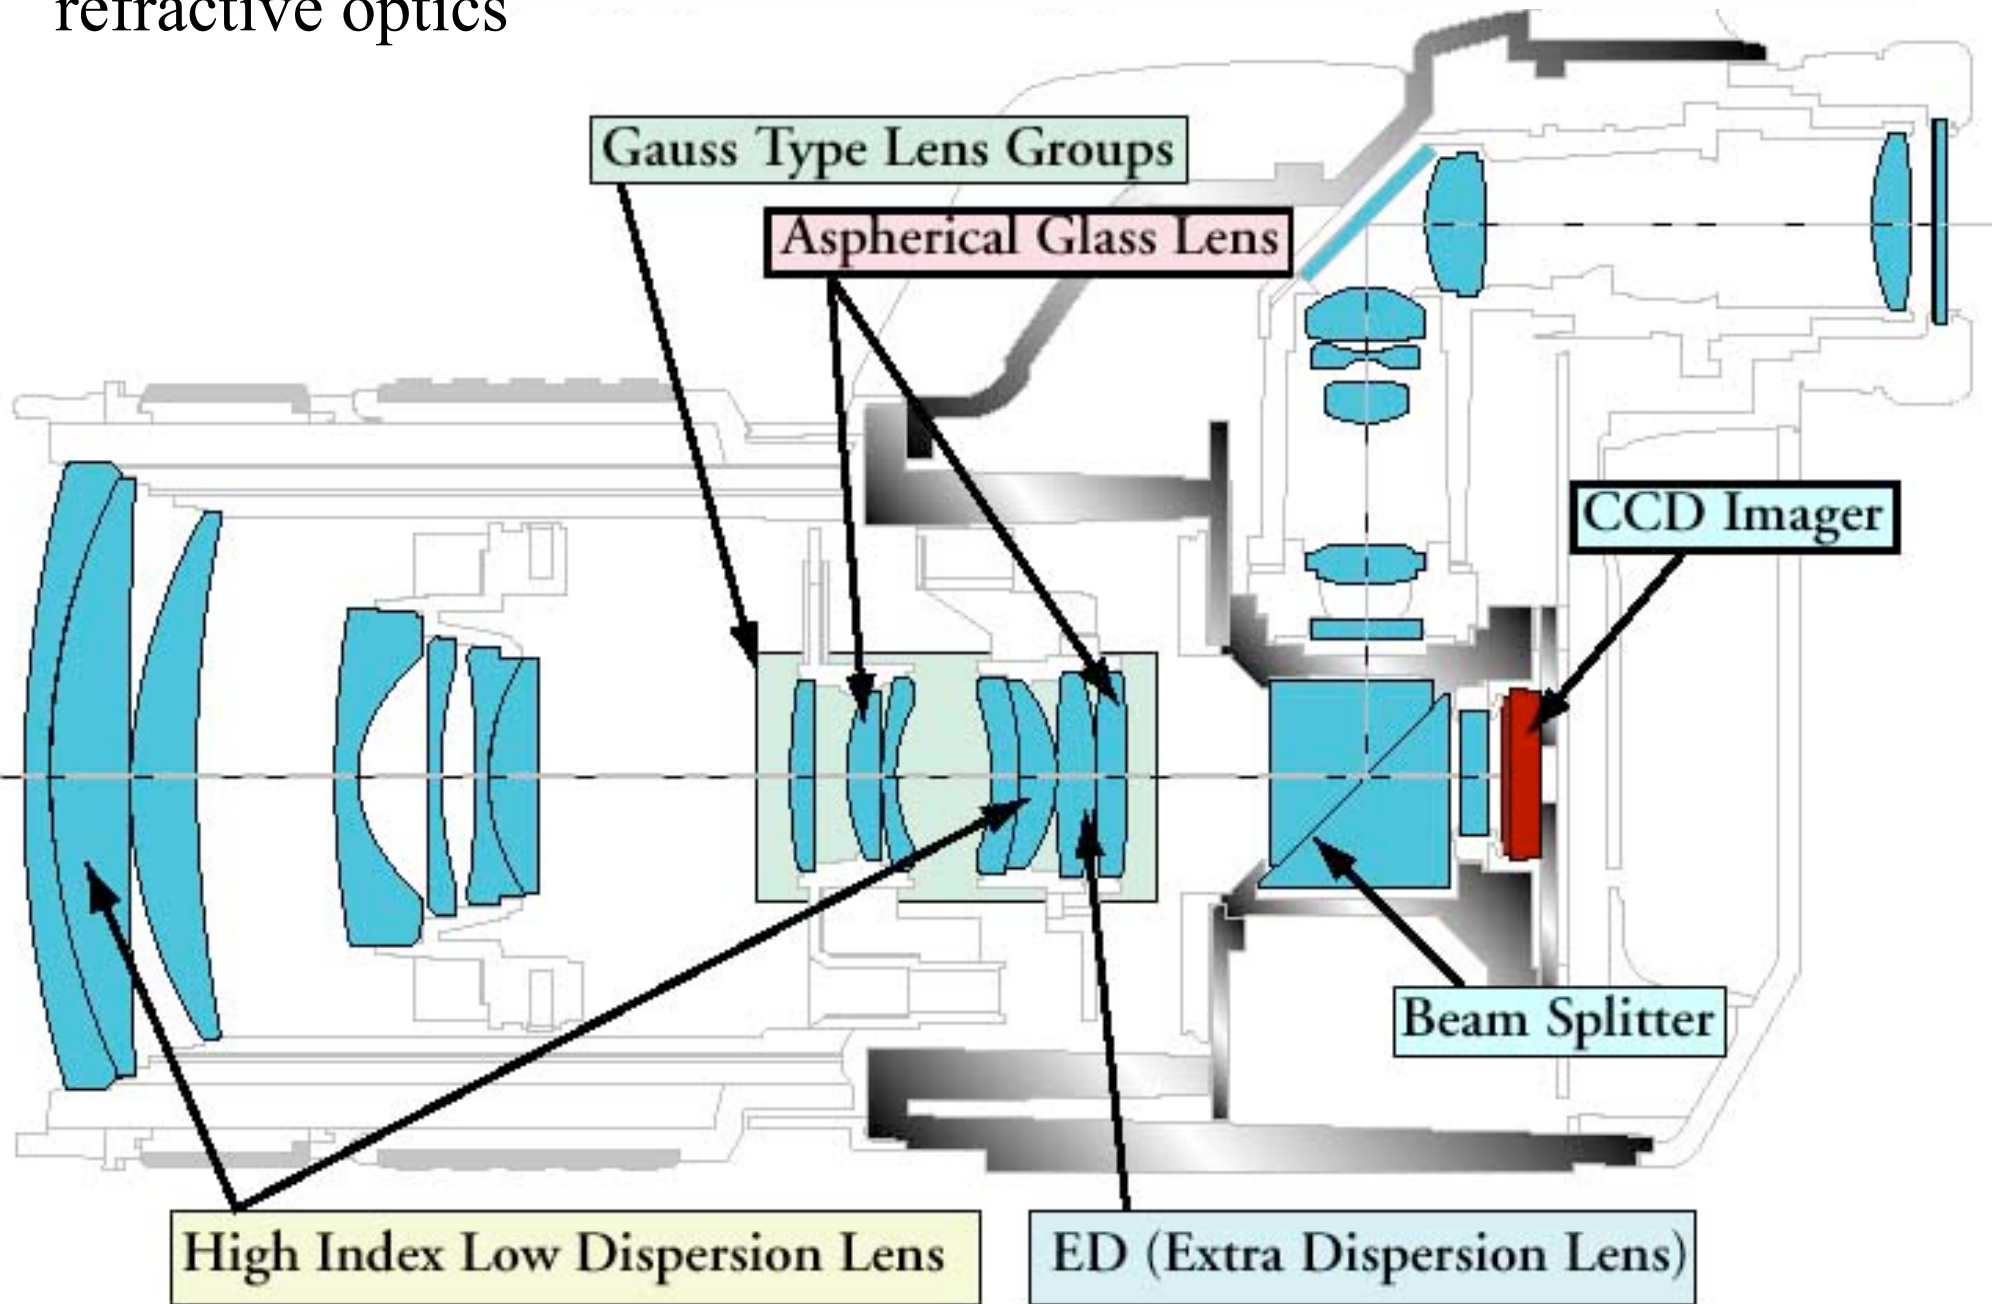 refractive optics
Gauss Type Lens Groups
Aspherical Glass Lens
CCD Imager
Beam Splitter
High Index Low Dispersion Lens
ED (Extra Dispersion Lens)